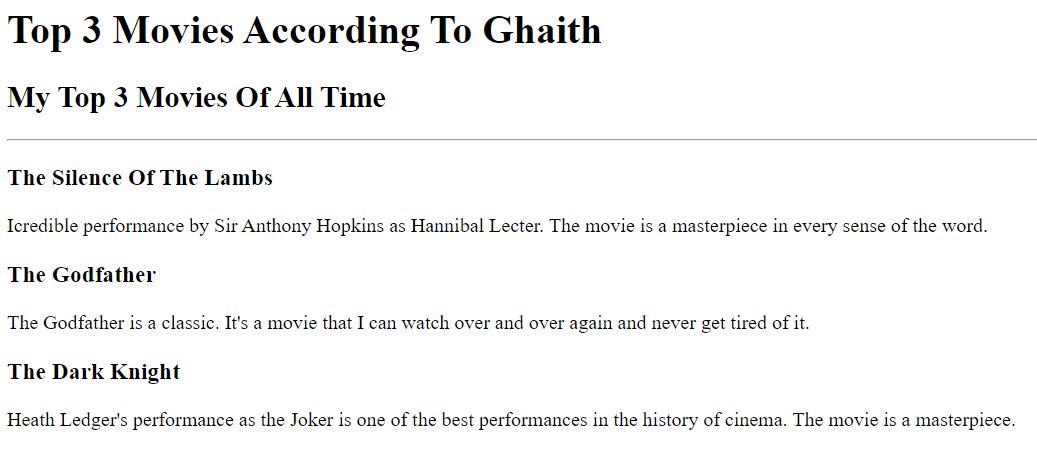 Top 3 Movies According To Ghaith
My Top 3 Movies Of All Time
The Silence Of The Lambs
Icredible performance by Sir Anthony Hopkins as Hannibal Lecter. The movie is a masterpiece in every sense of the word.
The Godfather
The Godfather is a classic. It's a movie that I can watch over and over again and never get tired of it.
The Dark Knight
Heath Ledger's performance as the Joker is one of the best performances in the history of cinema. The movie is a masterpiece.